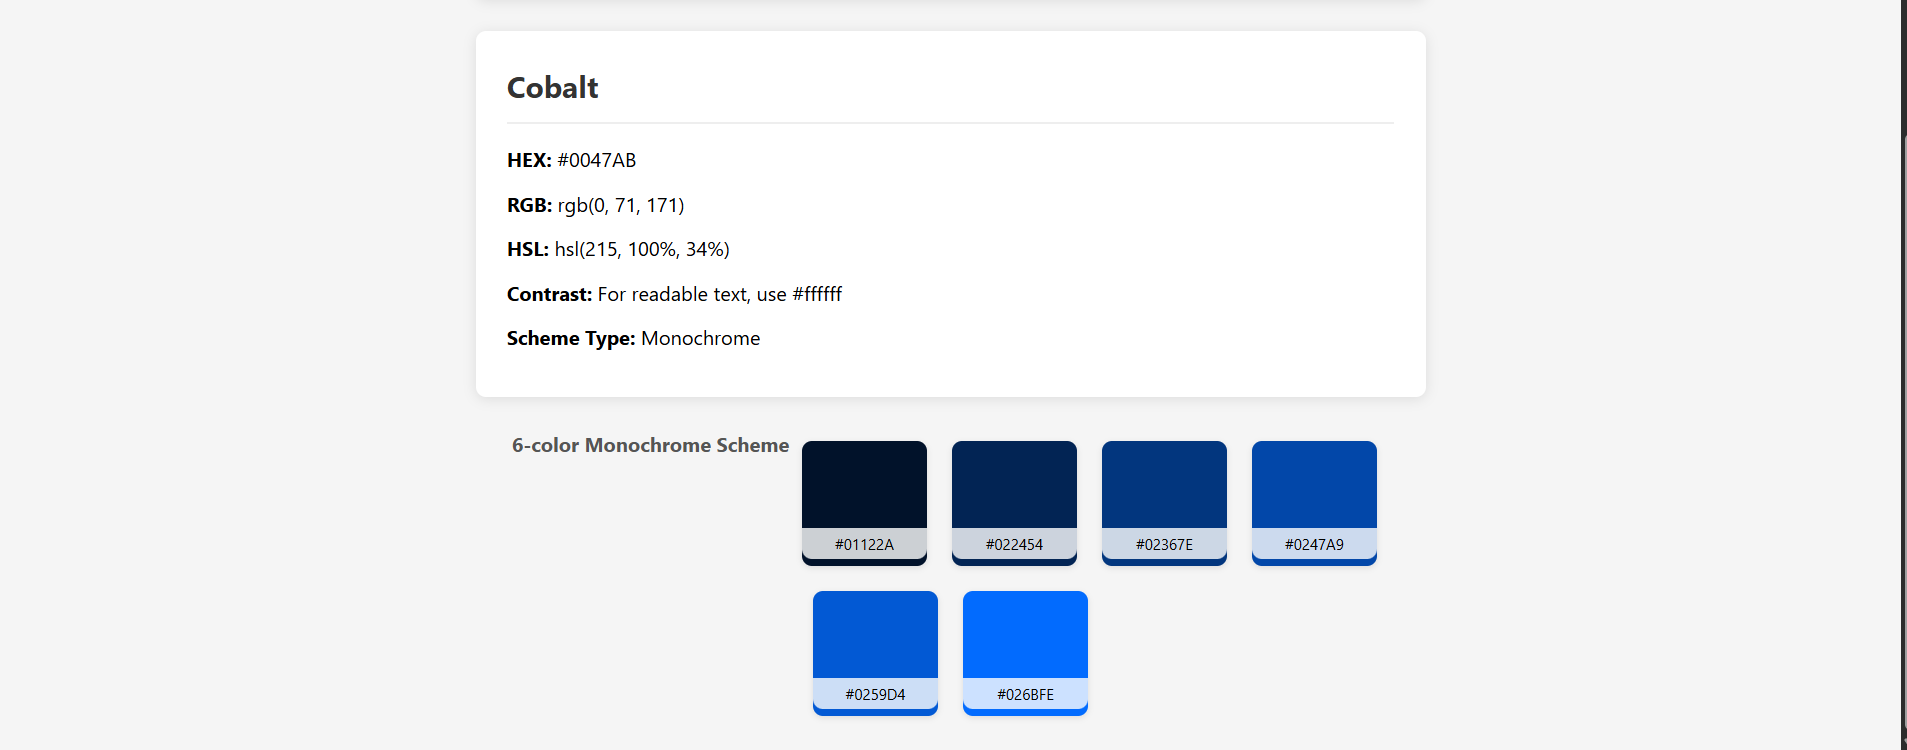 Cobalt
HEX: #0047AB
RGB: rgb(0, 71, 171)
HSL: hsl(215, 100%, 34%)
Contrast: For readable text, use #ffffff
Scheme Type: Monochrome
6-color Monochrome Scheme
#01122A #022454 #02367E #0247A9
#0259D4 #026BFE